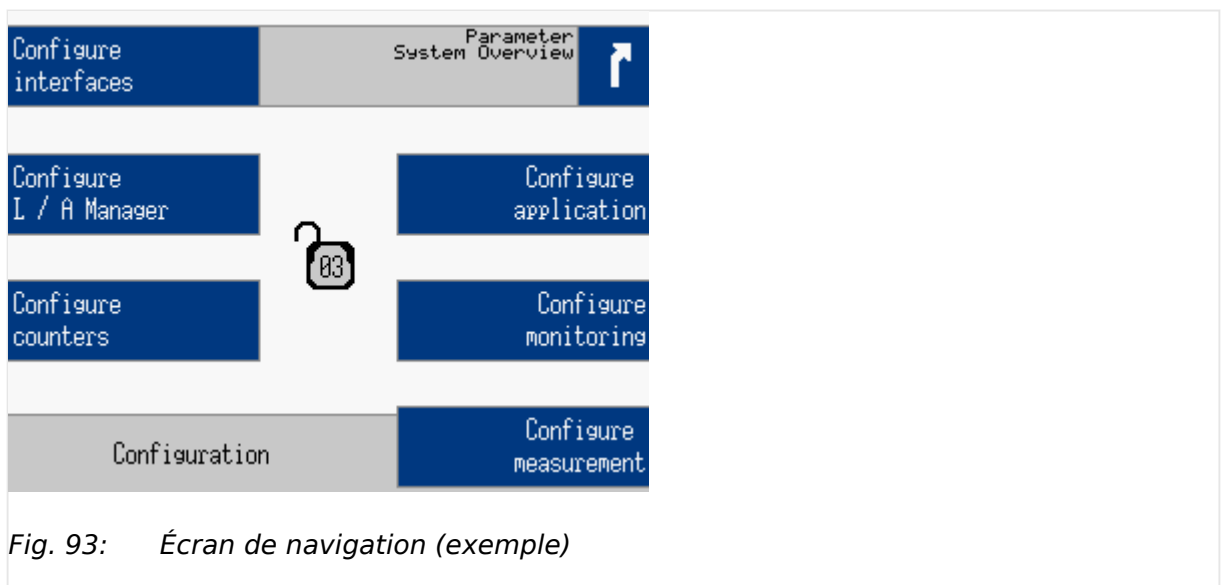 Configure
interfaces
Parameter
System Overview
Configure
L / A Manager
Configure
application
03
Configure
counters
Configure
monitoring
Configuration
Configure
measurement
Fig. 93: Écran de navigation (exemple)